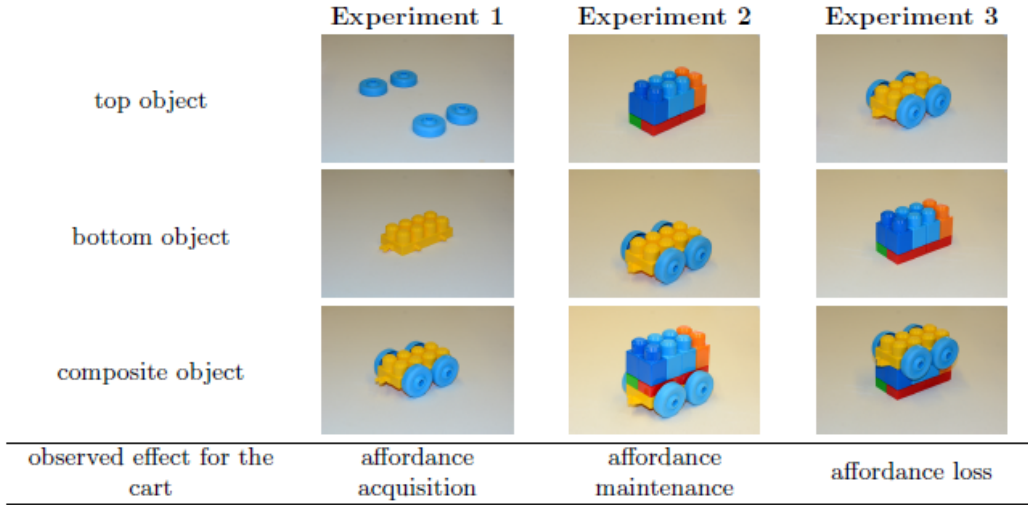 Experiment 1 Experiment 2 Experiment 3
top object
bottom object
composite object
observed effect for the cart
affordance acquisition
affordance maintenance
affordance loss